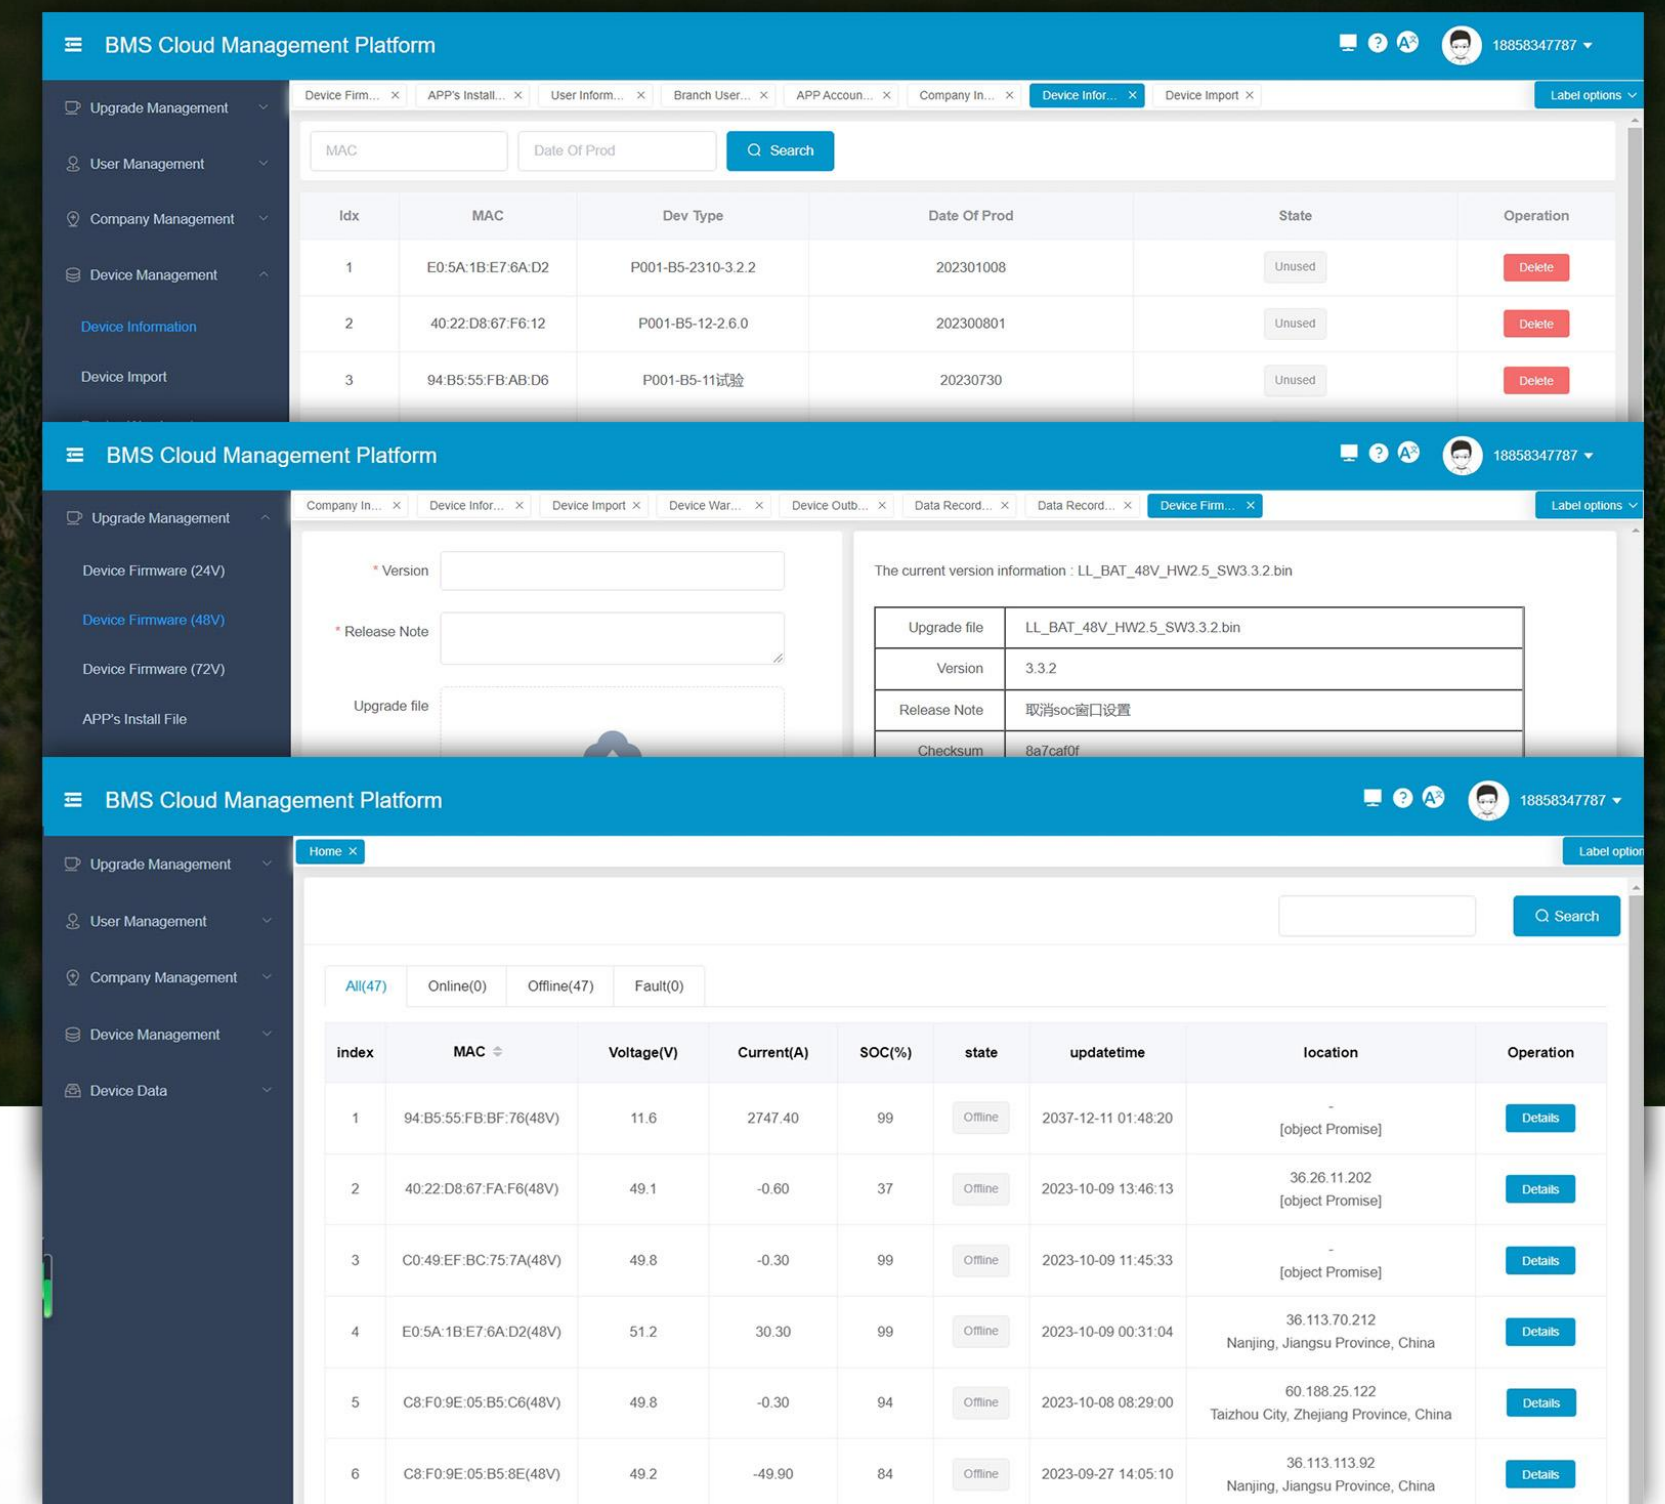 BMS Cloud Management Platform
18858347787
Upgrade Management
User Management
Company Management
Device Management
Device Information
Device Import
Device Firm... × APP's Install... × User Inform... × Branch User... × APP Accoun... × Company In... × Device Infor... × Device Import × Label options
MAC Date Of Prod Search
Idx MAC Dev Type Date Of Prod State Operation
1 E0:5A:1B:E7:6A:D2 P001-B5-2310-3.2.2 202301008 Unused Delete
2 40:22:D8:67:F6:12 P001-B5-12-2.6.0 202300801 Unused Delete
3 94:B5:55:FB:AB:D6 P001-B5-11试验 20230730 Unused Delete
BMS Cloud Management Platform
18858347787
Upgrade Management
Device Firmware (24V)
Device Firmware (48V)
Device Firmware (72V)
APP's Install File
Company In... × Device Infor... × Device Import × Device War... × Device Outb... × Data Record... × Data Record... × Device Firm... × Label options
* Version
* Release Note
Upgrade file
The current version information : LL_BAT_48V_HW2.5_SW3.3.2.bin
Upgrade file LL_BAT_48V_HW2.5_SW3.3.2.bin
Version 3.3.2
Release Note 取消soc窗口设置
Checksum 8a7caf0f
BMS Cloud Management Platform
18858347787
Upgrade Management
User Management
Company Management
Device Management
Device Data
Home × Label option
Search
All(47) Online(0) Offline(47) Fault(0)
index MAC Voltage(V) Current(A) SOC(%) state updatetime location Operation
1 94:B5:55:FB:BF:76(48V) 11.6 2747.40 99 Offline 2037-12-11 01:48:20 - Details
[object Promise]
2 40:22:D8:67:FA:F6(48V) 49.1 -0.60 37 Offline 2023-10-09 13:46:13 36.26.11.202 Details
[object Promise]
3 C0:49:EF:BC:75:7A(48V) 49.8 -0.30 99 Offline 2023-10-09 11:45:33 - Details
[object Promise]
4 E0:5A:1B:E7:6A:D2(48V) 51.2 30.30 99 Offline 2023-10-09 00:31:04 36.113.70.212 Details
Nanjing, Jiangsu Province, China
5 C8:F0:9E:05:B5:C6(48V) 49.8 -0.30 94 Offline 2023-10-08 08:29:00 60.188.25.122 Details
Taizhou City, Zhejiang Province, China
6 C8:F0:9E:05:B5:8E(48V) 49.2 -49.90 84 Offline 2023-09-27 14:05:10 36.113.113.92 Details
Nanjing, Jiangsu Province, China